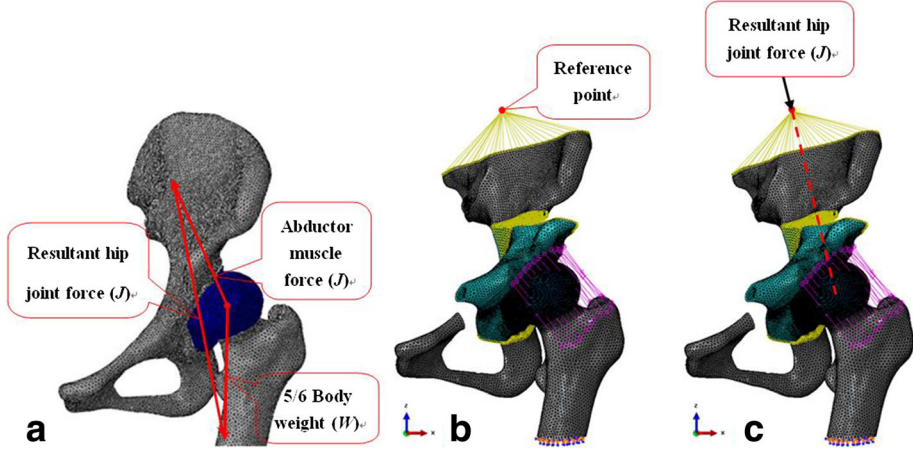 Resultant hip
joint force (J)
Abductor
muscle
force (J)
5/6 Body
weight (W)
a
Reference
point
z
x
b
Resultant hip
joint force (J)
z
x
c